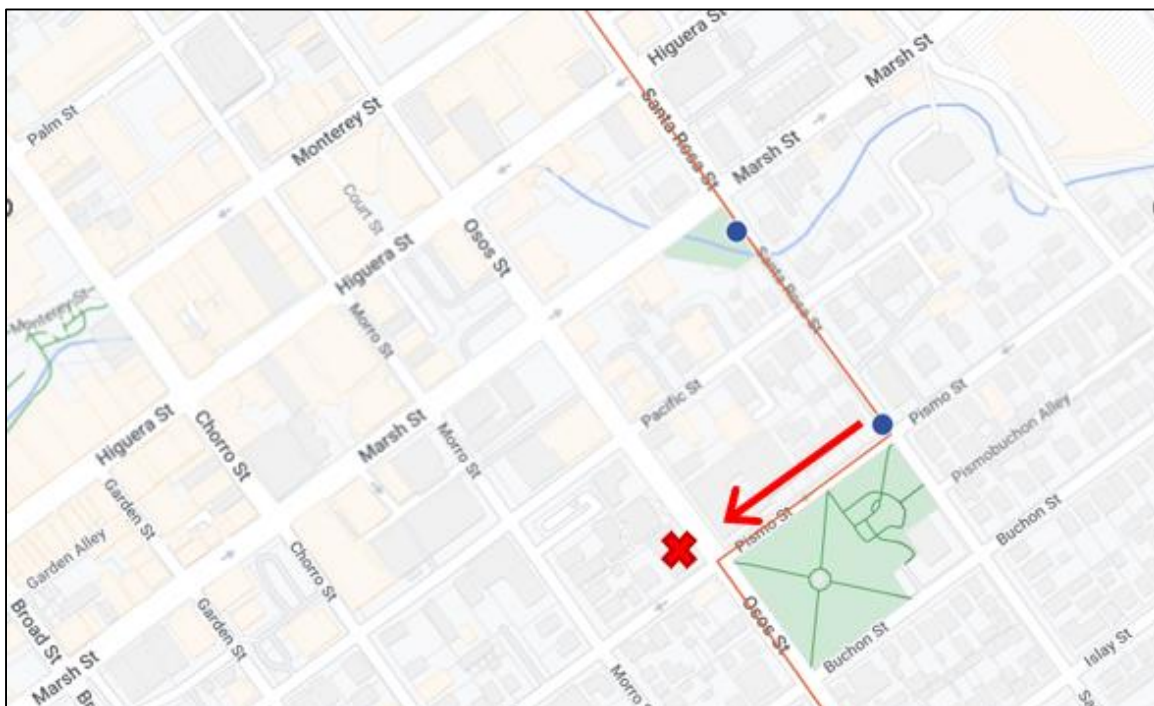 Higuera St
Marsh St
Palm St
Monterey St
Santa Rosa St
Marsh St
Court St
Osos St
Higuera St
Santa Rosa St
Monterey St
Morro St
Pacific St
Pismo St
Pismobuchon Alley
Higuera St
Chorro St
Marsh St
Morro St
Garden St
Pismo St
Buchon St
Garden Alley
Chorro St
Broad St
Garden St
Osos St
Buchon St
Islay St
Marsh St
Morro St